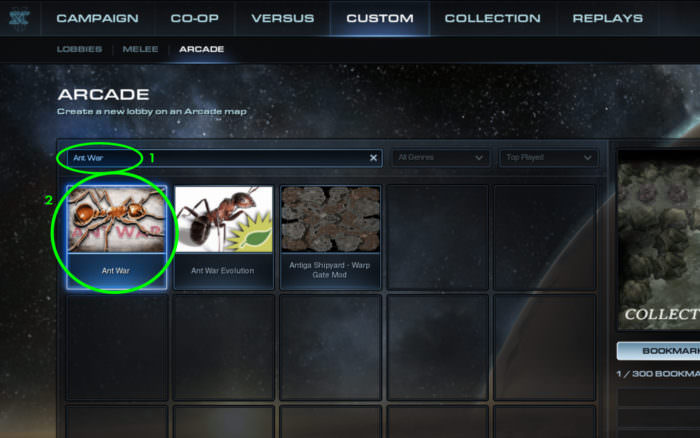 CAMPAIGN CO-OP VERSUS CUSTOM COLLECTION REPLAYS
LOBBIES MELEE ARCADE
ARCADE
Create a new lobby on an Arcade map
Ant War 1 All Genres Top Played
2
ANT WAR
Ant War
Ant War Evolution
Antiga Shipyard - Warp
Gate Mod
COLLECT
BOOKMAR
1 / 300 BOOKMA